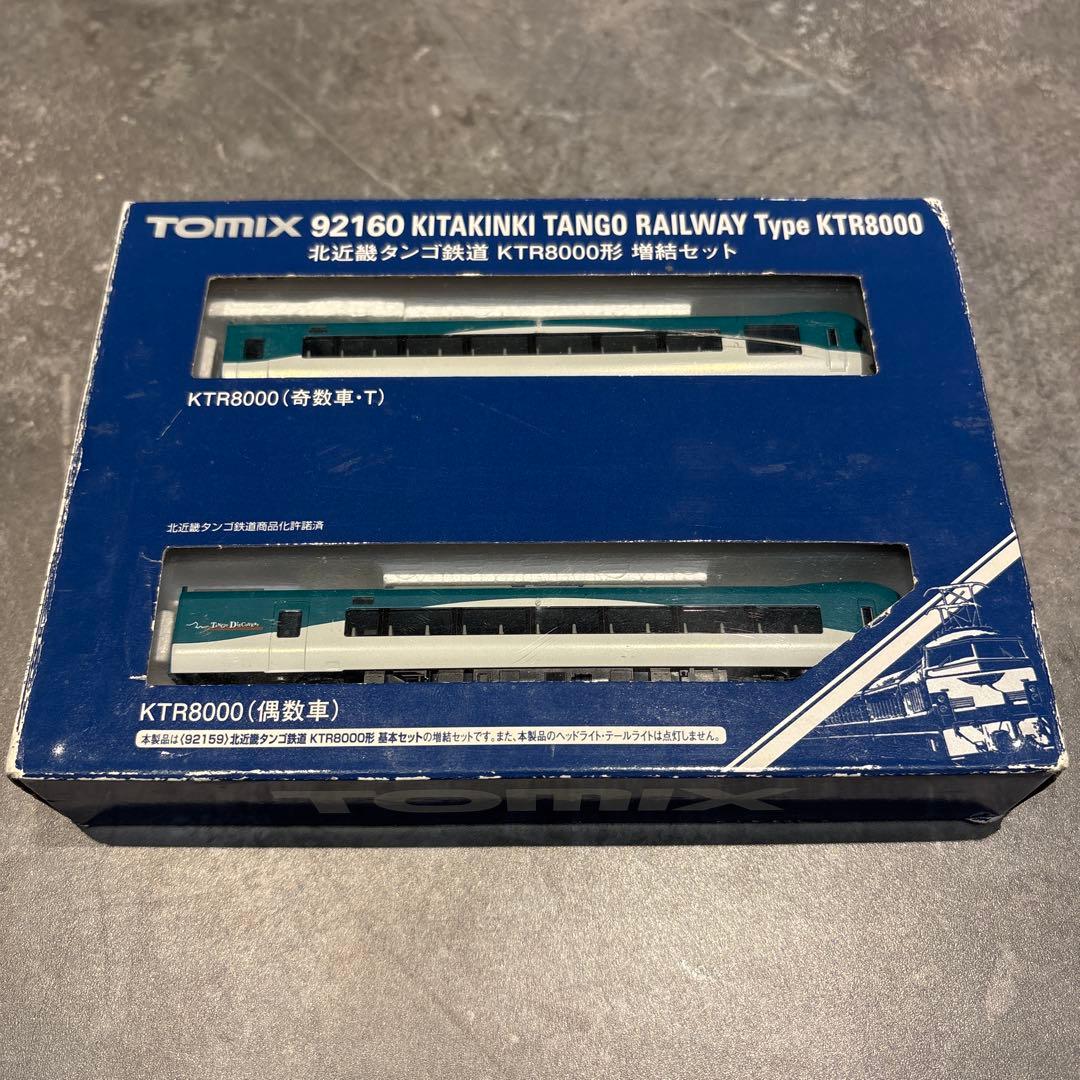 TOMIX 92160 KITAKINKI TANGO RAILWAY Type KTR8000
北近畿タンゴ鉄道 KTR8000形 増結セット
KTR8000(奇数車・T)
北近畿タンゴ鉄道商品化許諾済
Tango Discovery
KTR8000(偶数車)
本製品は〈92159〉北近畿タンゴ鉄道 KTR8000形 基本セットの増結セットです。また、本製品のヘッドライト・テールライトは点灯しません。
TOMIX